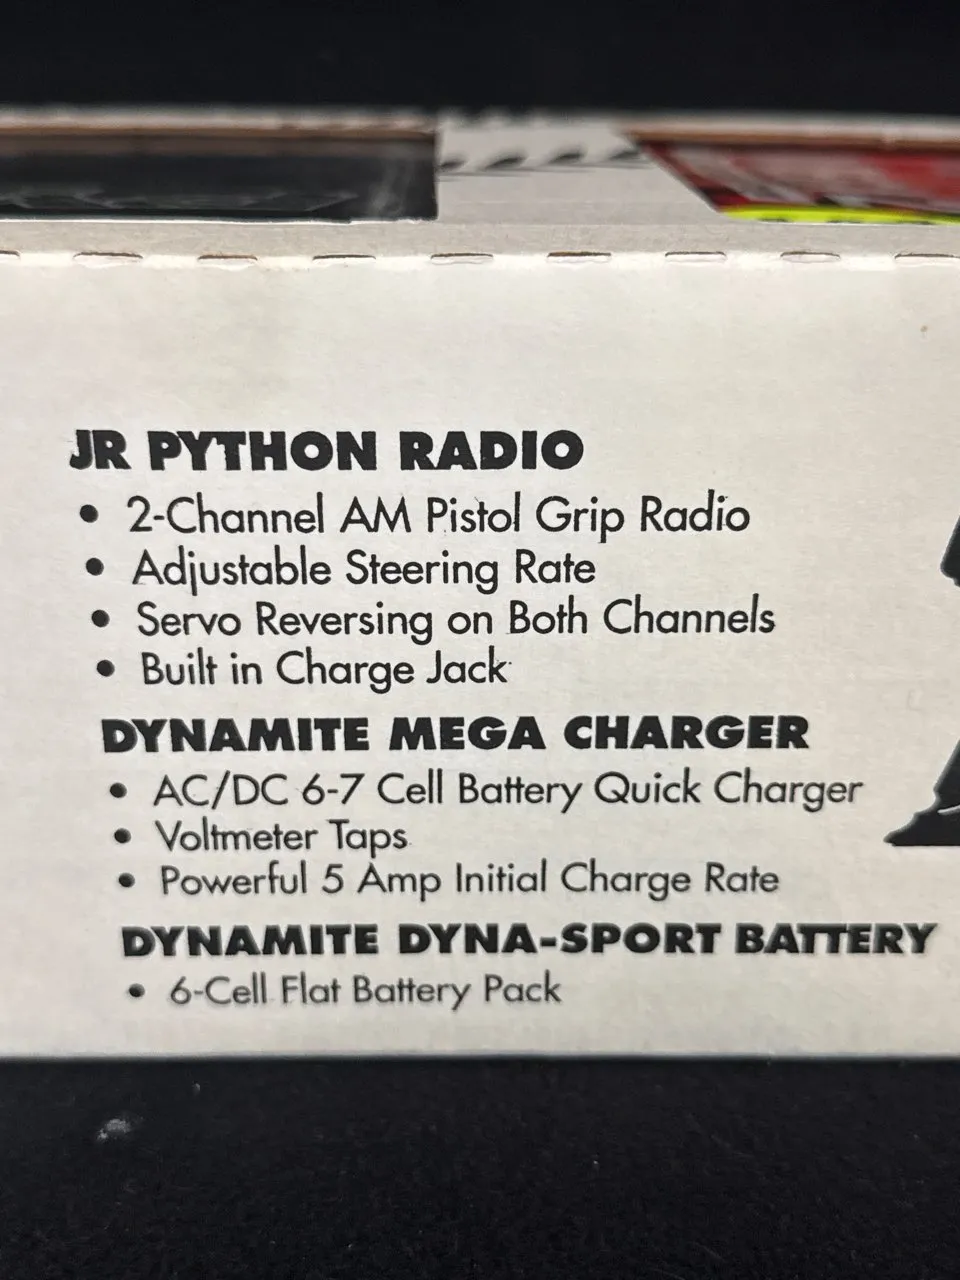 JR PYTHON RADIO
• 2-Channel AM Pistol Grip Radio
• Adjustable Steering Rate
• Servo Reversing on Both Channels
• Built in Charge Jack
DYNAMITE MEGA CHARGER
• AC/DC 6-7 Cell Battery Quick Charger
• Voltmeter Taps
• Powerful 5 Amp Initial Charge Rate
DYNAMITE DYNA-SPORT BATTERY
• 6-Cell Flat Battery Pack